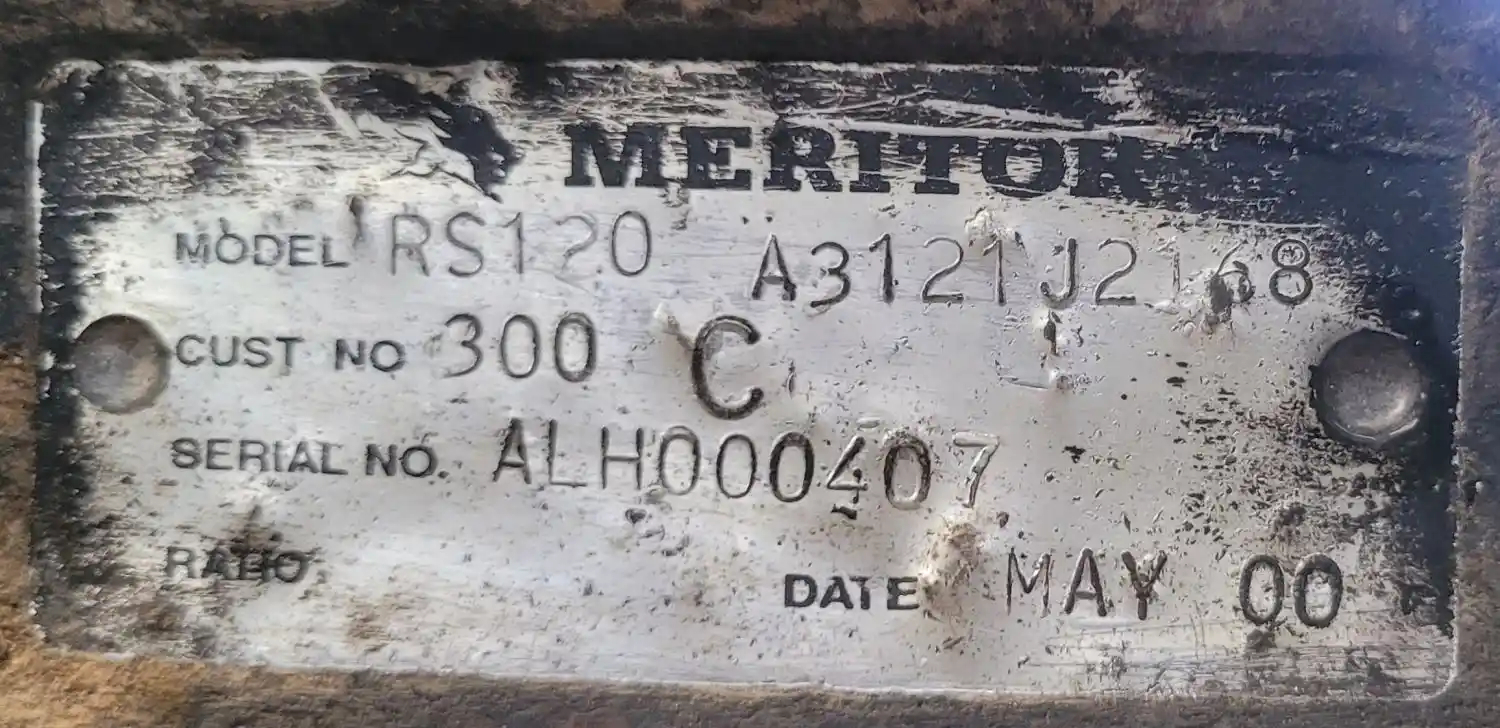 MERITOR
MODEL RS120 A3121J2168
CUST NO 300 C
SERIAL NO. ALH000407
RATIO
DATE MAY 00